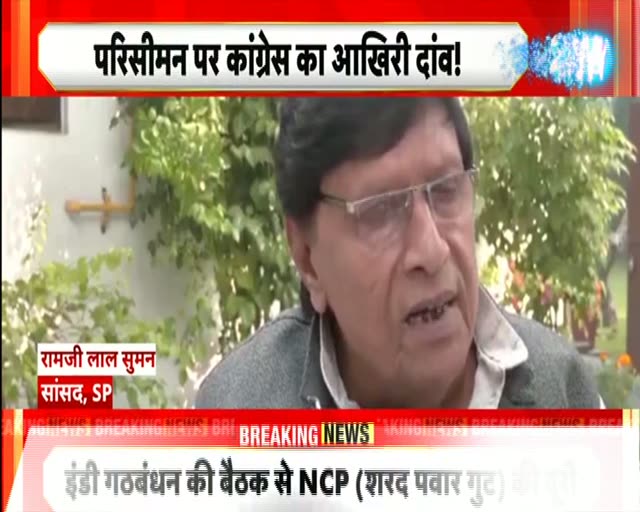 परिसीमन पर कांग्रेस का आखिरी दांव!
रामजी लाल सुमन
सांसद, SP
BREAKING NEWS
इंडी गठबंधन की बैठक से NCP (शरद पवार गुट)